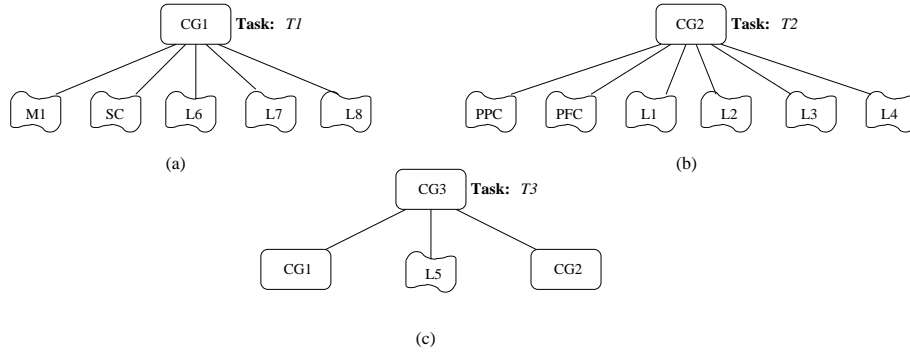 CG1 Task: T1
M1 SC L6 L7 L8
(a)
CG2 Task: T2
PPC PFC L1 L2 L3 L4
(b)
CG3 Task: T3
CG1 L5 CG2
(c)